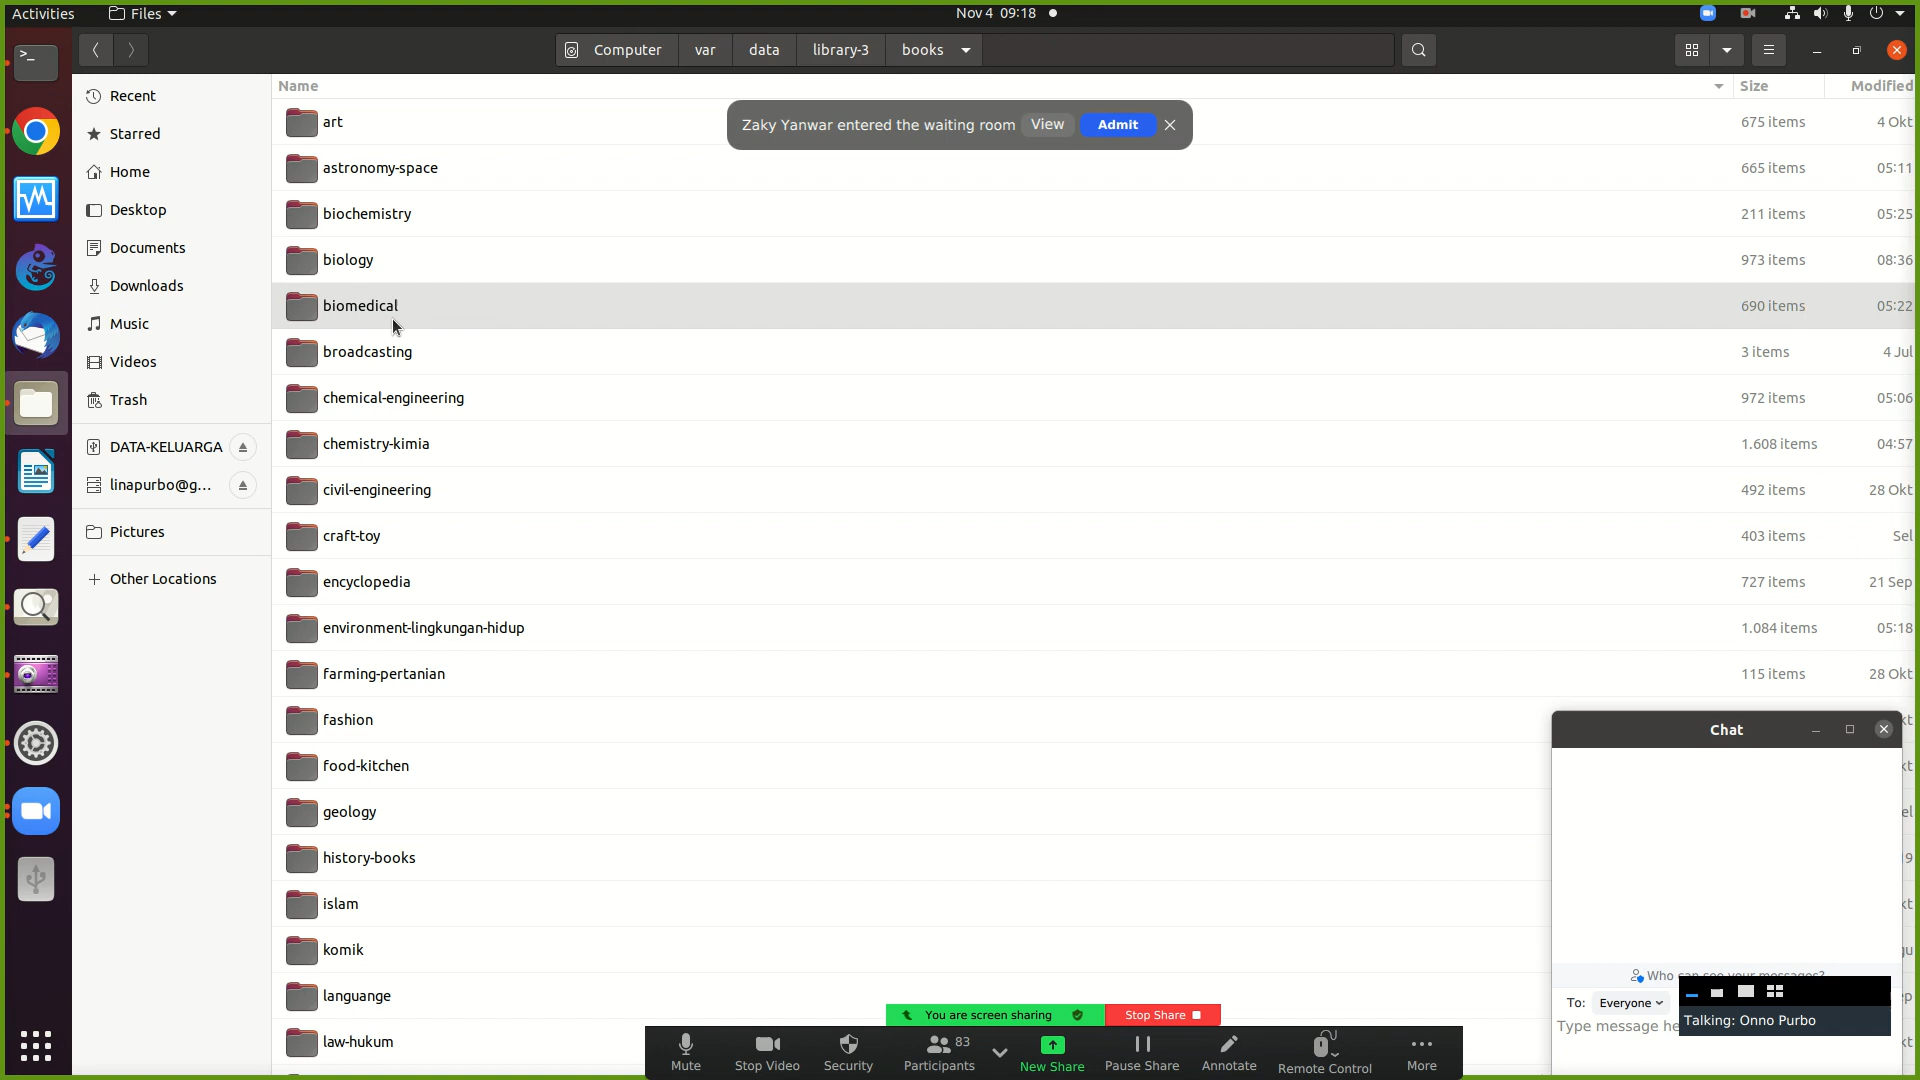 Activities Files Nov 4 09:18
Computer var data library-3 books
Name Size Modified
Recent
Starred
Home
Desktop
Documents
Downloads
Music
Videos
Trash
DATA-KELUARGA
linapurbo@g...
Pictures
Other Locations
Zaky Yanwar entered the waiting room View Admit
art 675 items 4 Okt
astronomy-space 665 items 05:11
biochemistry 211 items 05:25
biology 973 items 08:36
biomedical 690 items 05:22
broadcasting 3 items 4 Jul
chemical-engineering 972 items 05:06
chemistry-kimia 1.608 items 04:57
civil-engineering 492 items 28 Okt
craft-toy 403 items Sel
encyclopedia 727 items 21 Sep
environment-lingkungan-hidup 1.084 items 05:18
farming-pertanian 115 items 28 Okt
fashion
food-kitchen
geology
history-books
islam
komik
languange
law-hukum
Chat
Who can see your messages?
To: Everyone
Type message he
Talking: Onno Purbo
You are screen sharing Stop Share
Mute Stop Video Security Participants 83 New Share Pause Share Annotate Remote Control More